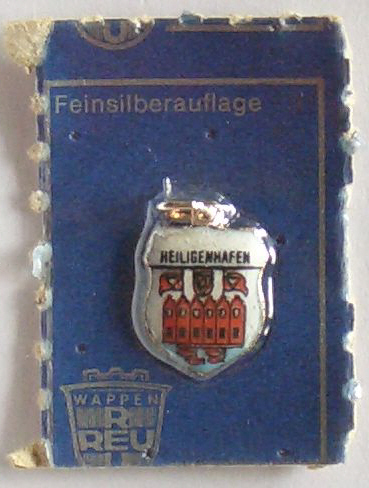 Feinsilberauflage
HEILIGENHAFEN
WAPPEN
R
REU